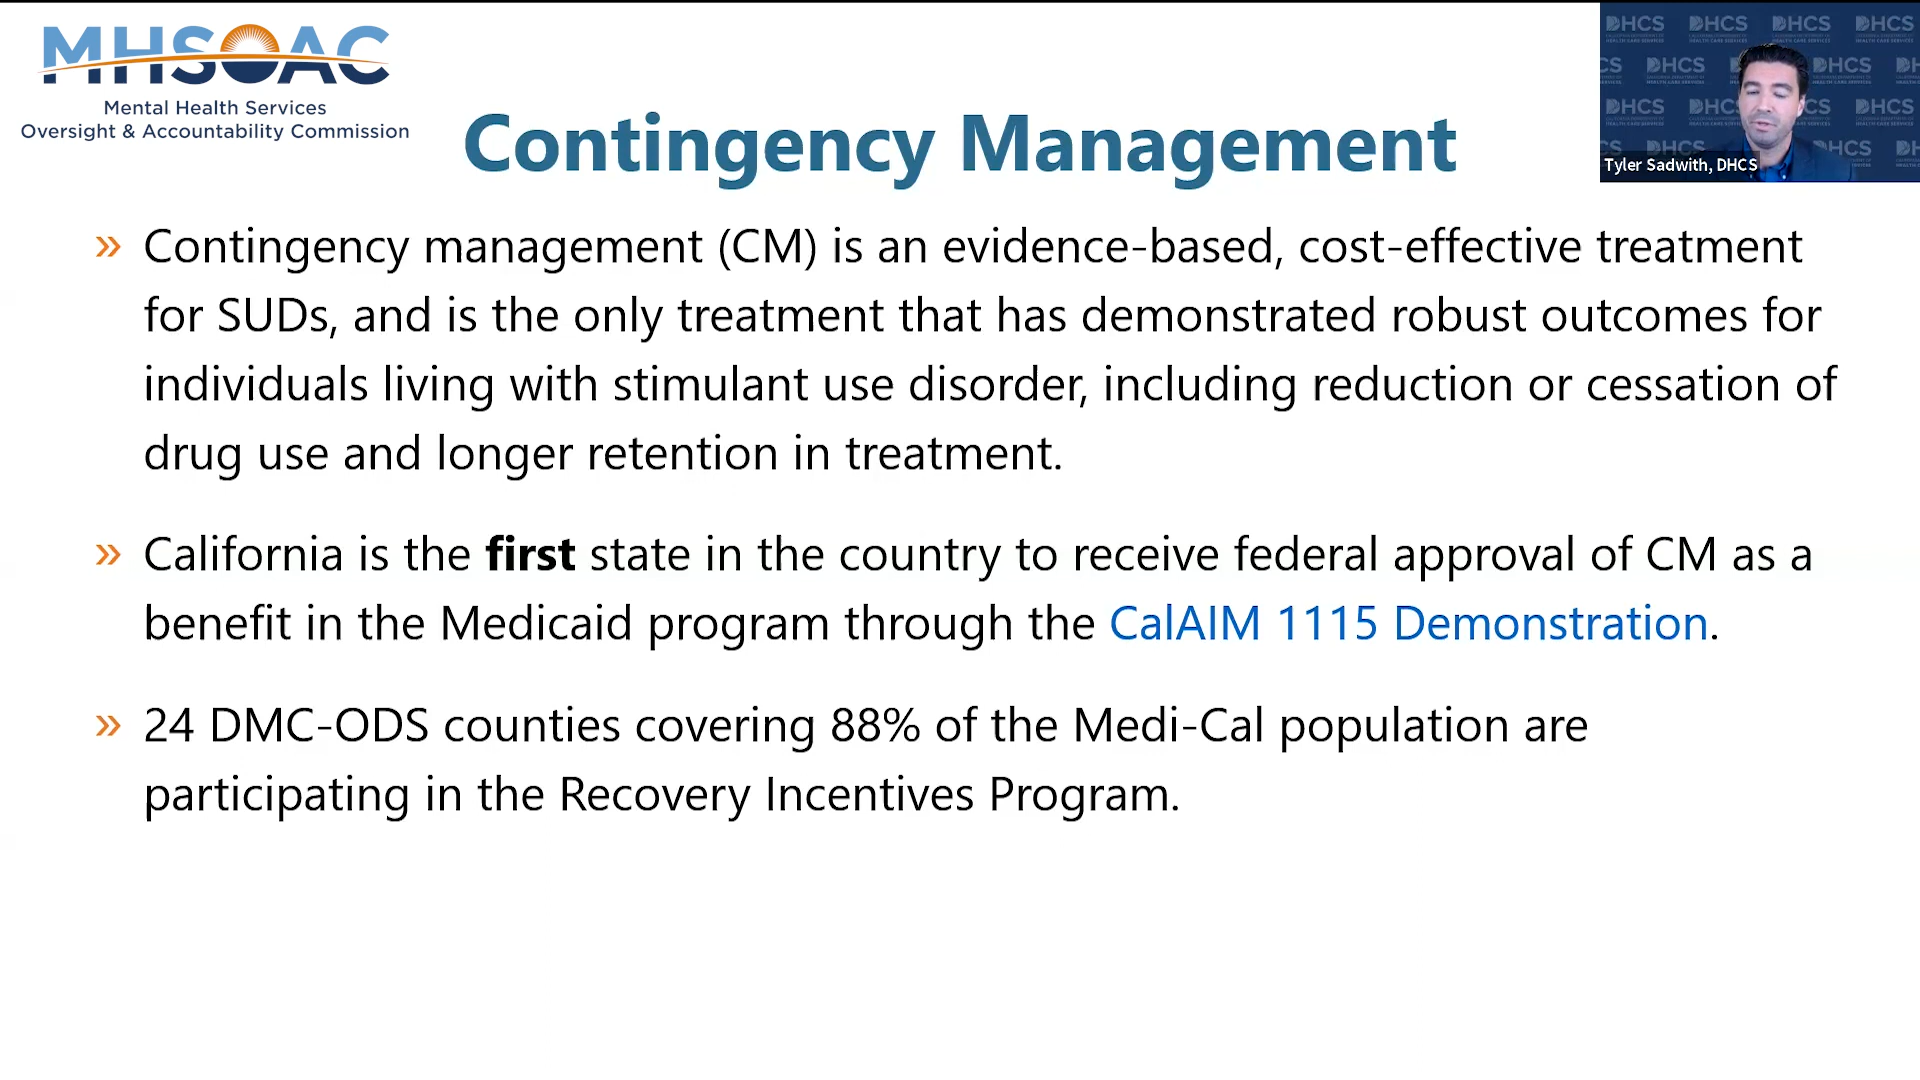 MHSOAC
Mental Health Services
Oversight & Accountability Commission
Contingency Management
DHCS DHCS DHCS DHCS
Tyler Sadwith, DHCS
» Contingency management (CM) is an evidence-based, cost-effective treatment
for SUDs, and is the only treatment that has demonstrated robust outcomes for
individuals living with stimulant use disorder, including reduction or cessation of
drug use and longer retention in treatment.
» California is the first state in the country to receive federal approval of CM as a
benefit in the Medicaid program through the CalAIM 1115 Demonstration.
» 24 DMC-ODS counties covering 88% of the Medi-Cal population are
participating in the Recovery Incentives Program.